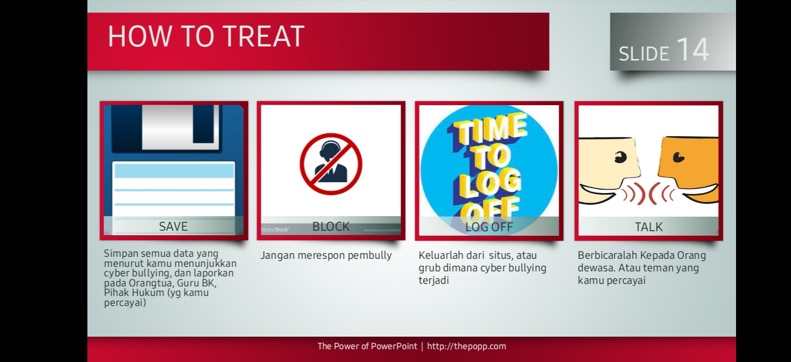 HOW TO TREAT
SLIDE 14
SAVE
Simpan semua data yang
menurut kamu menunjukkan
cyber bullying, dan laporkan
pada Orangtua, Guru BK,
Pihak Hukum (yg kamu
percayai)
BLOCK
Jangan merespon pembully
TIME
TO
LOG
OFF
LOG OFF
Keluarlah dari situs, atau
grub dimana cyber bullying
terjadi
TALK
Berbicaralah Kepada Orang
dewasa. Atau teman yang
kamu percayai
The Power of PowerPoint | http://thepopp.com